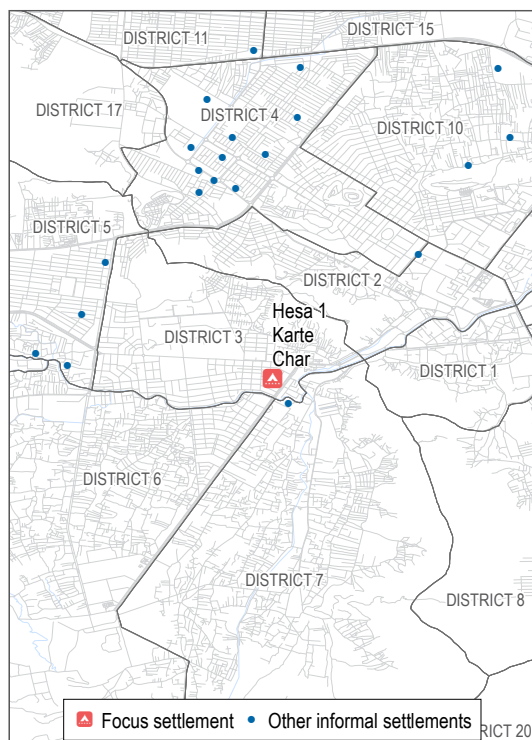 DISTRICT 11
DISTRICT 15
DISTRICT 17
DISTRICT 4
DISTRICT 10
DISTRICT 5
DISTRICT 2
DISTRICT 3
Hesa 1
Karte
Char
DISTRICT 1
DISTRICT 6
DISTRICT 7
DISTRICT 8
Focus settlement
Other informal settlements
RICT 20